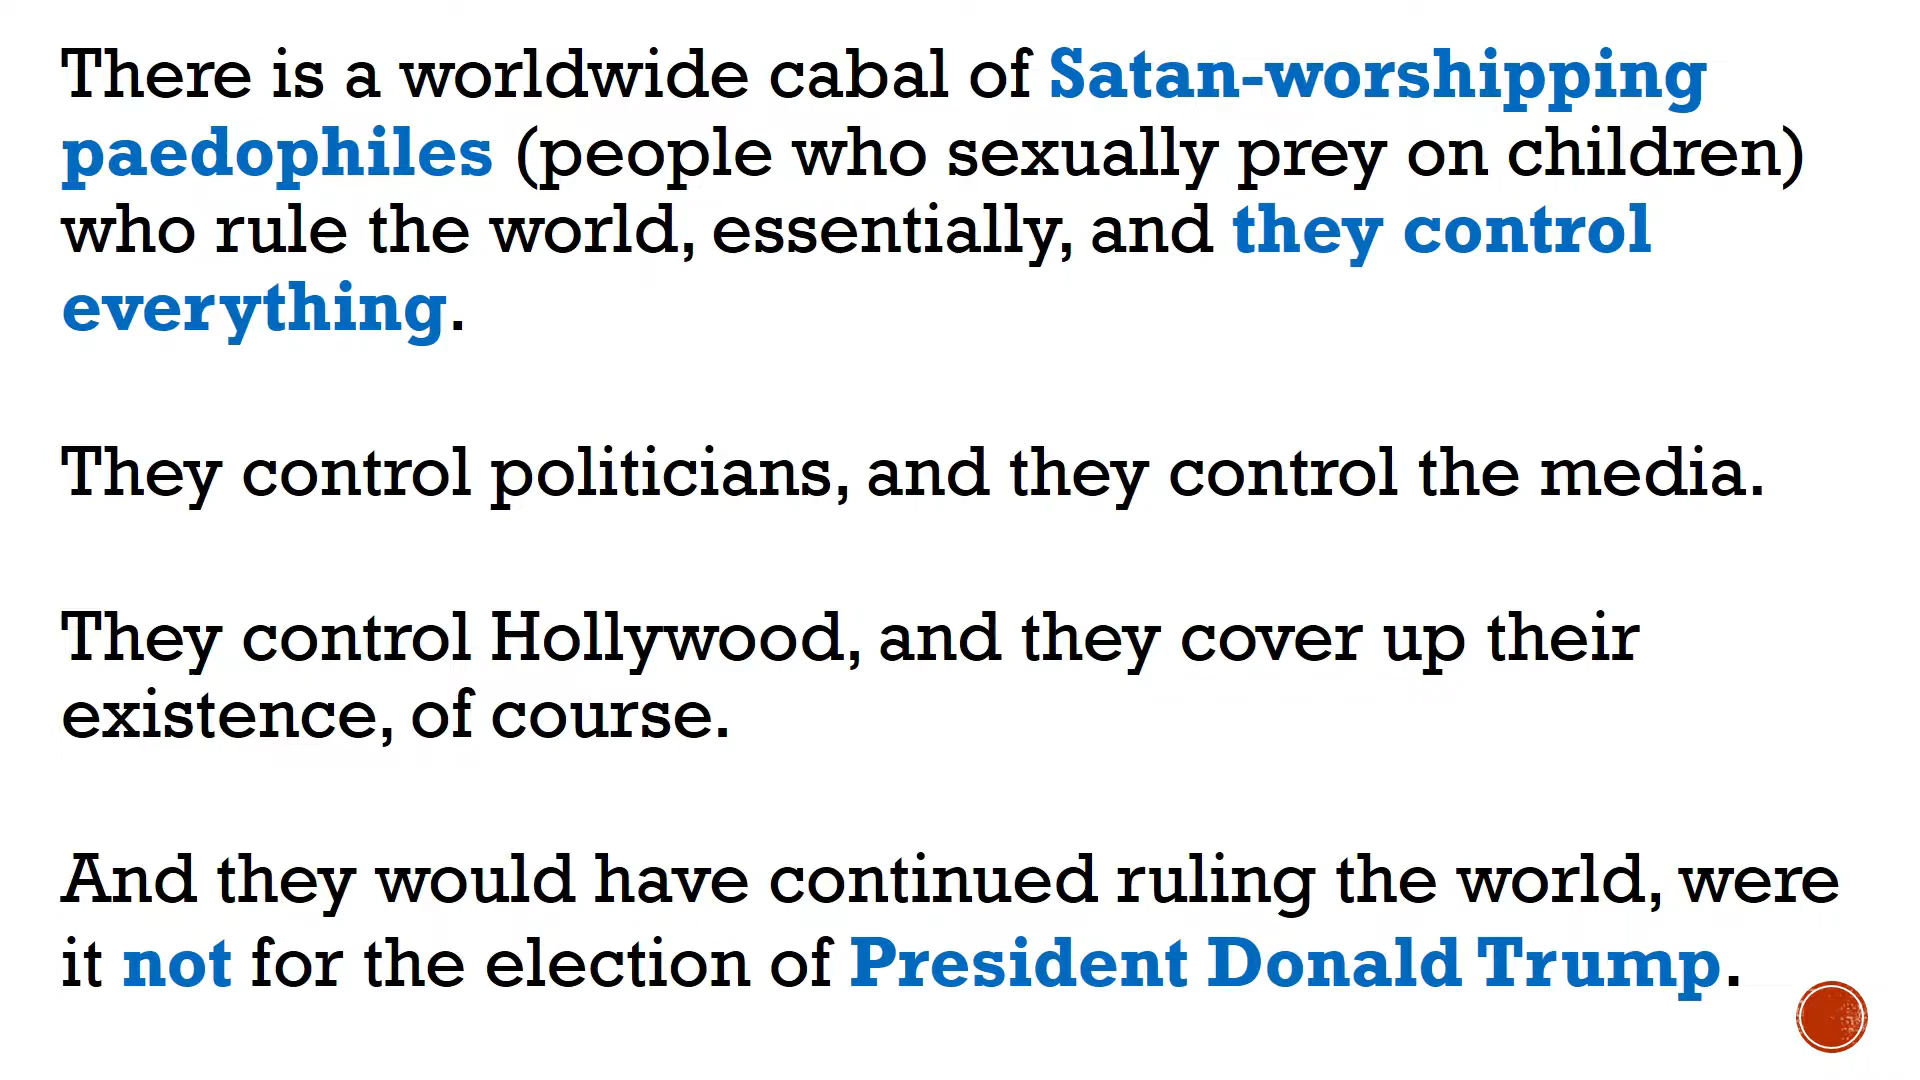 There is a worldwide cabal of Satan-worshipping
paedophiles (people who sexually prey on children)
who rule the world, essentially, and they control
everything.
They control politicians, and they control the media.
They control Hollywood, and they cover up their
existence, of course.
And they would have continued ruling the world, were
it not for the election of President Donald Trump.